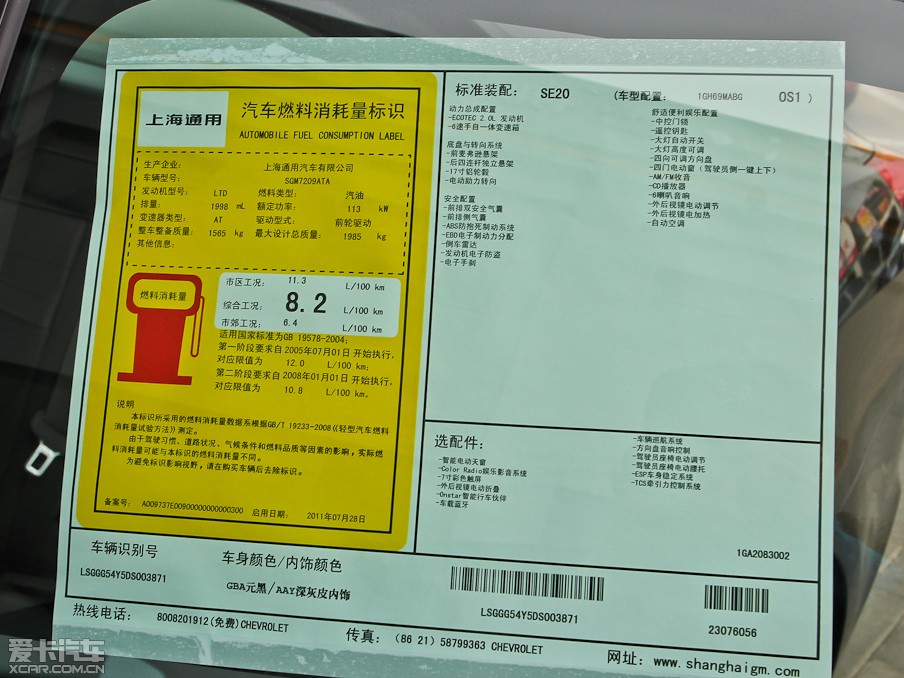 上海通用
汽车燃料消耗量标识
AUTOMOBILE FUEL CONSUMPTION LABEL
生产企业: 上海通用汽车有限公司
车辆型号: SGM7209ATA
发动机型号: LTD 燃料类型: 汽油
排量: 1998 mL 额定功率: 113 kW
变速器类型: AT 驱动型式: 前轮驱动
整车整备质量: 1565 kg 最大设计总质量: 1985 kg
其他信息:
燃料消耗量
市区工况: 11.3 L/100 km
综合工况: 8.2 L/100 km
市郊工况: 6.4 L/100 km
适用国家标准为GB 19578-2004;
第一阶段要求自 2005年07月01日 开始执行,
对应限值为 12.0 L/100 km;
第二阶段要求自 2008年01月01日 开始执行,
对应限值为 10.8 L/100 km。
说明
本标识所采用的燃料消耗量数据系根据GB/T 19233-2008《轻型汽车燃料
消耗量试验方法》测定。
由于驾驶习惯、道路状况、气候条件和燃料品质等因素的影响,实际燃
料消耗量可能与本标识的燃料消耗量不同。
为避免标识影响视野,请在购买车辆后去除标识。
备案号: 启用日期: 2011年07月28日
标准装配: SE20 (车型配置: 1GH69MABG 0S1 )
动力总成配置
-ECOTEC 2.0L 发动机
-6速手自一体变速箱
底盘与转向系统
-前麦弗逊悬架
-后四连杆独立悬架
-17寸铝轮毂
-电动助力转向
安全配置
-前排双安全气囊
-前排侧气囊
-ABS防抱死制动系统
-EBD电子制动力分配
-倒车雷达
-发动机电子防盗
-电子手刹
舒适便利娱乐配置
-中控门锁
-遥控钥匙
-大灯自动开关
-大灯高度可调
-四向可调方向盘
-四门电动窗(驾驶员侧一键上下)
-AM/FM收音
-CD播放器
-6喇叭音响
-外后视镜电动调节
-外后视镜电加热
-自动空调
选配件:
-智能电动天窗
-Color Radio娱乐影音系统
-7寸彩色触屏
-外后视镜电动折叠
-Onstar智能行车伙伴
-车载蓝牙
-车辆巡航系统
-方向盘音响控制
-驾驶员座椅电动调节
-驾驶员座椅电动腰托
-ESP车身稳定系统
-TCS牵引力控制系统
1GA2083002
车辆识别号
LSGGG54Y5DS003871
车身颜色/内饰颜色
GBA元黑/AAY深灰皮内饰
LSGGG54Y5DS003871
23076056
热线电话: 8008201912(免费)CHEVROLET
传真: (86 21) 58799363 CHEVROLET
网址: www.shanghaigm.com
爱卡汽车
XCAR.COM.CN